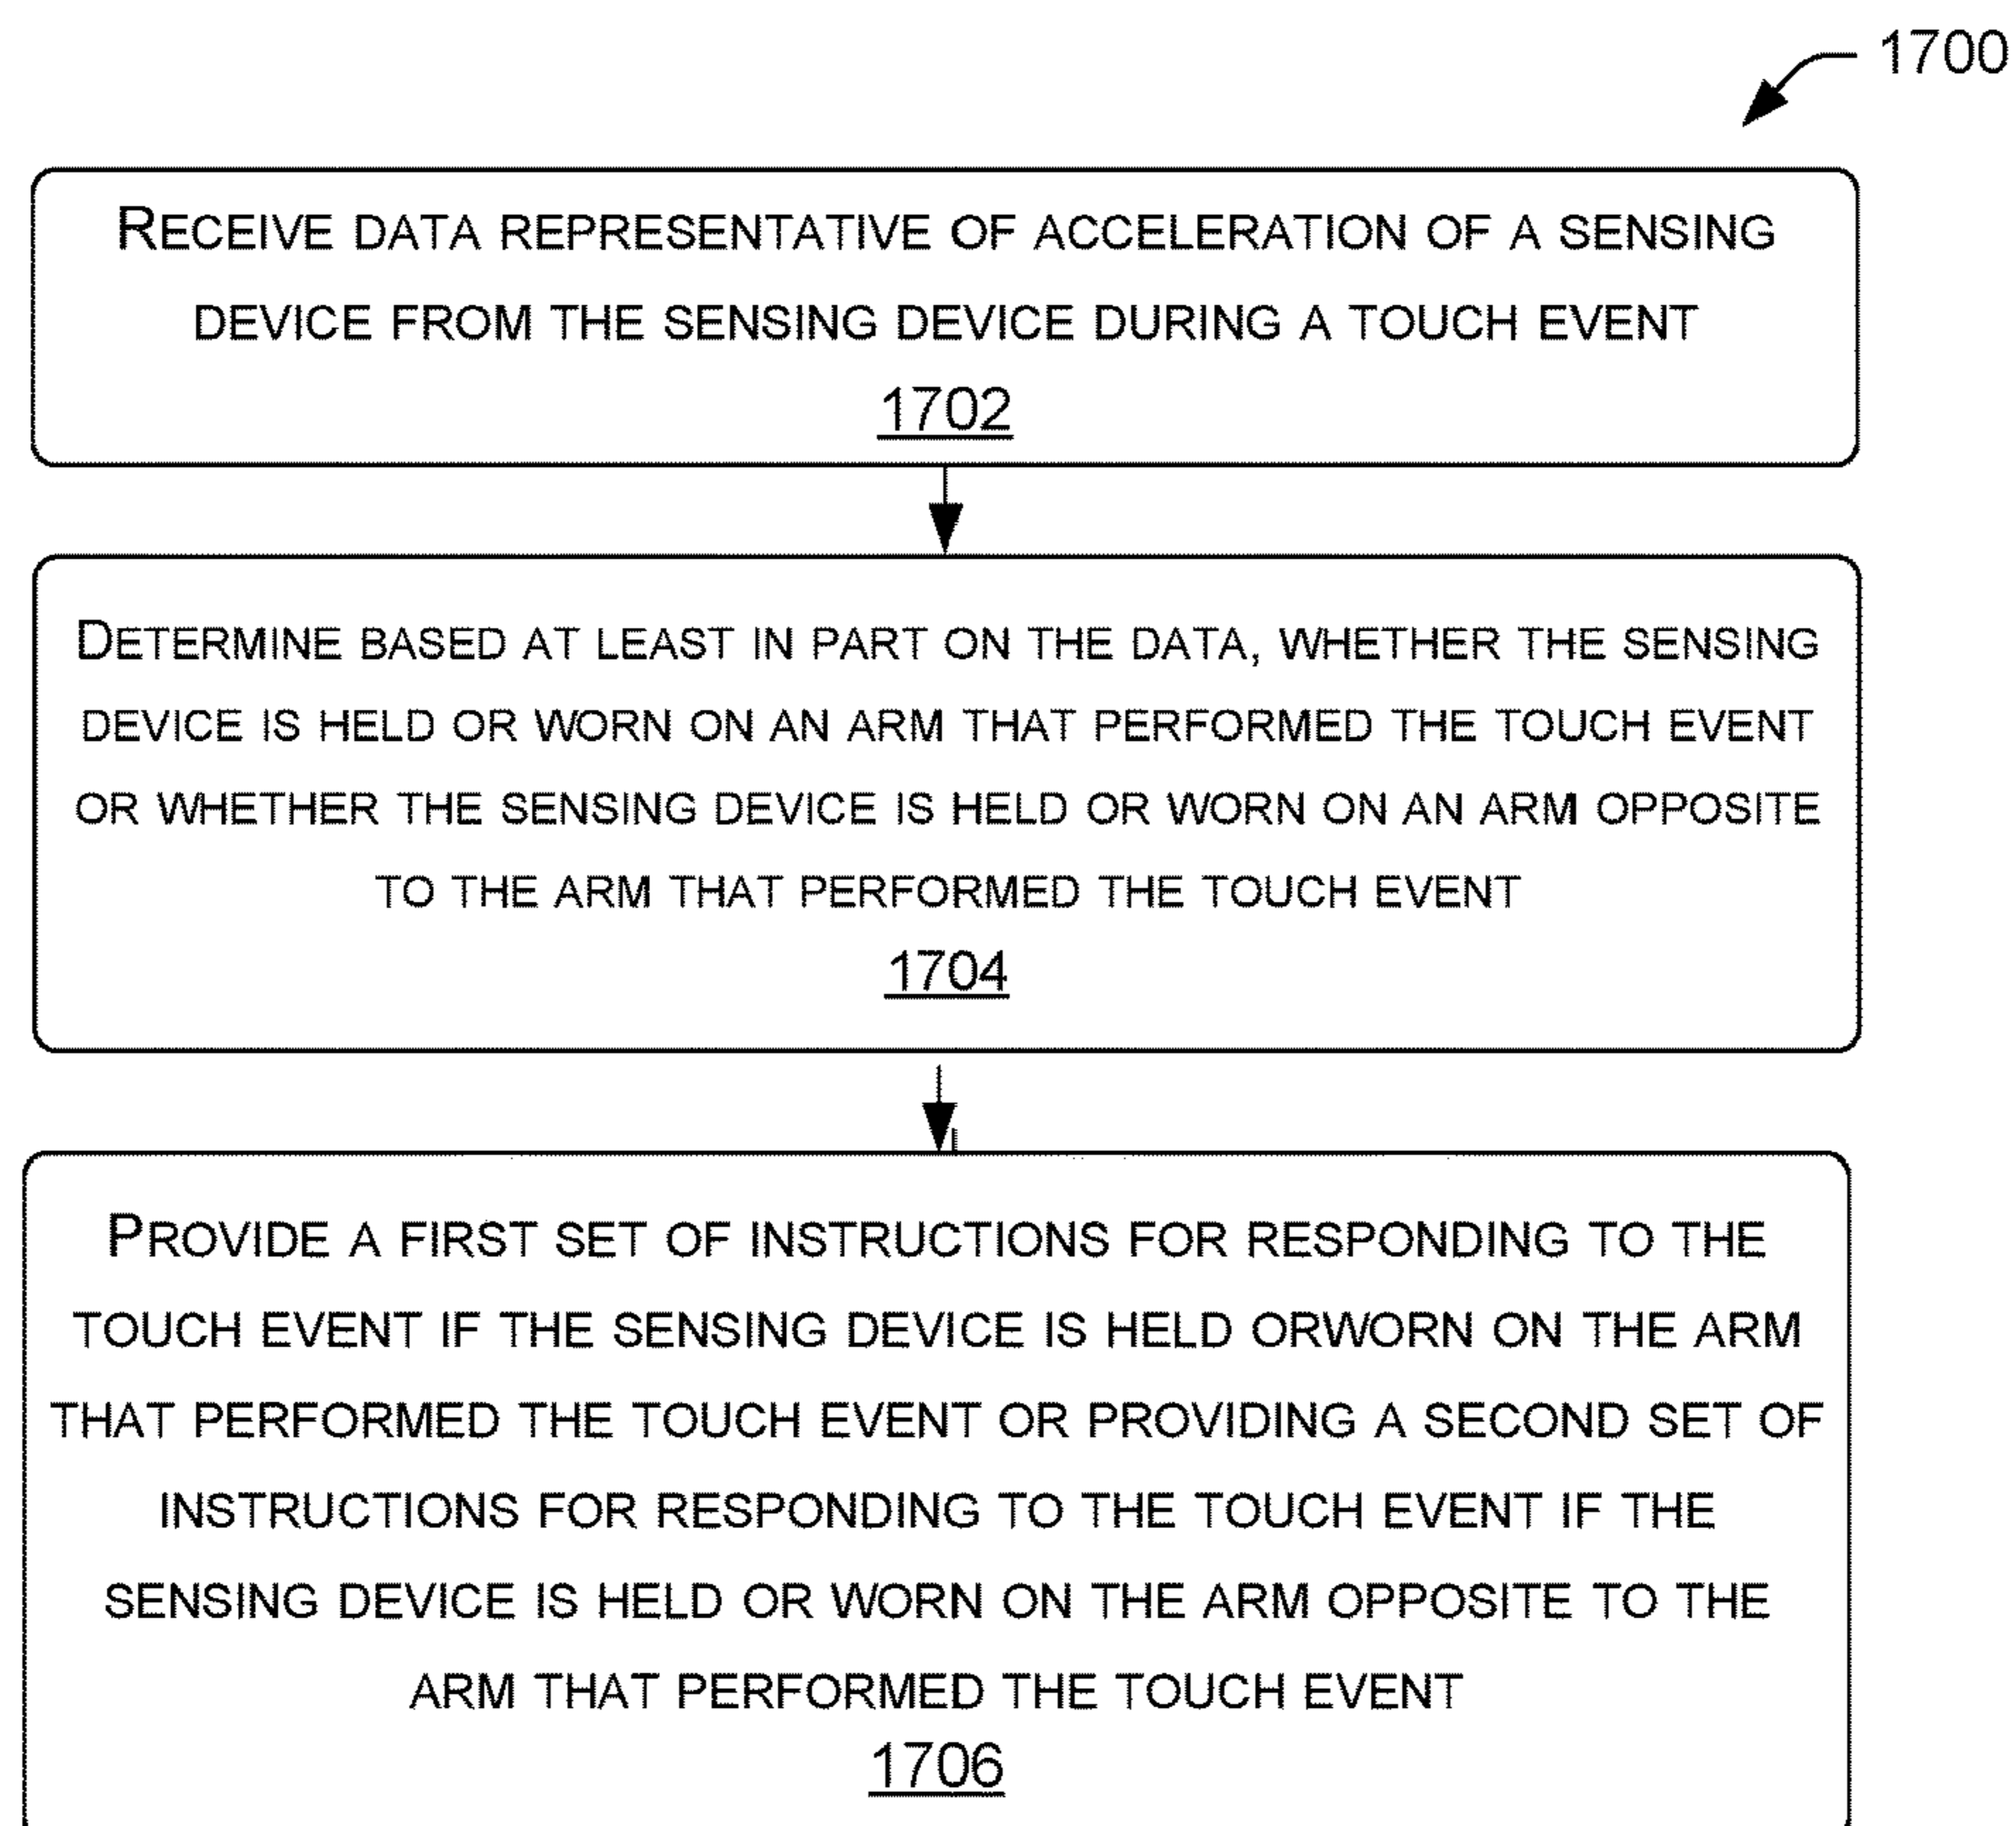 1700
RECEIVE DATA REPRESENTATIVE OF ACCELERATION OF A SENSING
DEVICE FROM THE SENSING DEVICE DURING A TOUCH EVENT
1702
DETERMINE BASED AT LEAST IN PART ON THE DATA, WHETHER THE SENSING
DEVICE IS HELD OR WORN ON AN ARM THAT PERFORMED THE TOUCH EVENT
OR WHETHER THE SENSING DEVICE IS HELD OR WORN ON AN ARM OPPOSITE
TO THE ARM THAT PERFORMED THE TOUCH EVENT
1704
PROVIDE A FIRST SET OF INSTRUCTIONS FOR RESPONDING TO THE
TOUCH EVENT IF THE SENSING DEVICE IS HELD ORWORN ON THE ARM
THAT PERFORMED THE TOUCH EVENT OR PROVIDING A SECOND SET OF
INSTRUCTIONS FOR RESPONDING TO THE TOUCH EVENT IF THE
SENSING DEVICE IS HELD OR WORN ON THE ARM OPPOSITE TO THE
ARM THAT PERFORMED THE TOUCH EVENT
1706